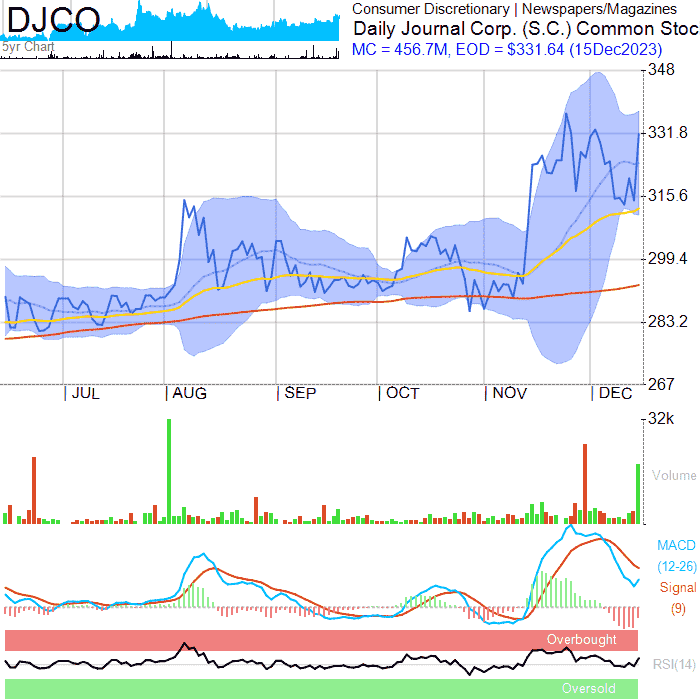 DJCO
5yr Chart
Consumer Discretionary | Newspapers/Magazines
Daily Journal Corp. (S.C.) Common Stoc
MC = 456.7M, EOD = $331.64 (15Dec2023)
348
331.8
315.6
299.4
283.2
267
| JUL | AUG | SEP | OCT | NOV | DEC
32k
Volume
MACD
(12-26)
Signal
(9)
Overbought
RSI(14)
Oversold